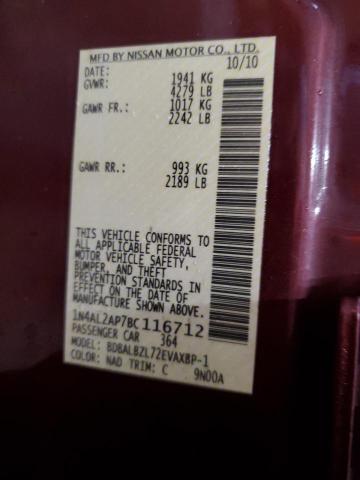 MFD BY NISSAN MOTOR CO., LTD.
DATE: 10/10
GVWR: 1941 KG
4279 LB
GAWR FR.: 1017 KG
2242 LB
GAWR RR.: 993 KG
2189 LB
THIS VEHICLE CONFORMS TO
ALL APPLICABLE FEDERAL
MOTOR VEHICLE SAFETY,
BUMPER, AND THEFT
PREVENTION STANDARDS IN
EFFECT ON THE DATE OF
MANUFACTURE SHOWN ABOVE.
1N4AL2AP7BC116712
PASSENGER CAR 364
MODEL: BDBALBZL72EVAXBP-1
COLOR: NAD TRIM: C 9N00A